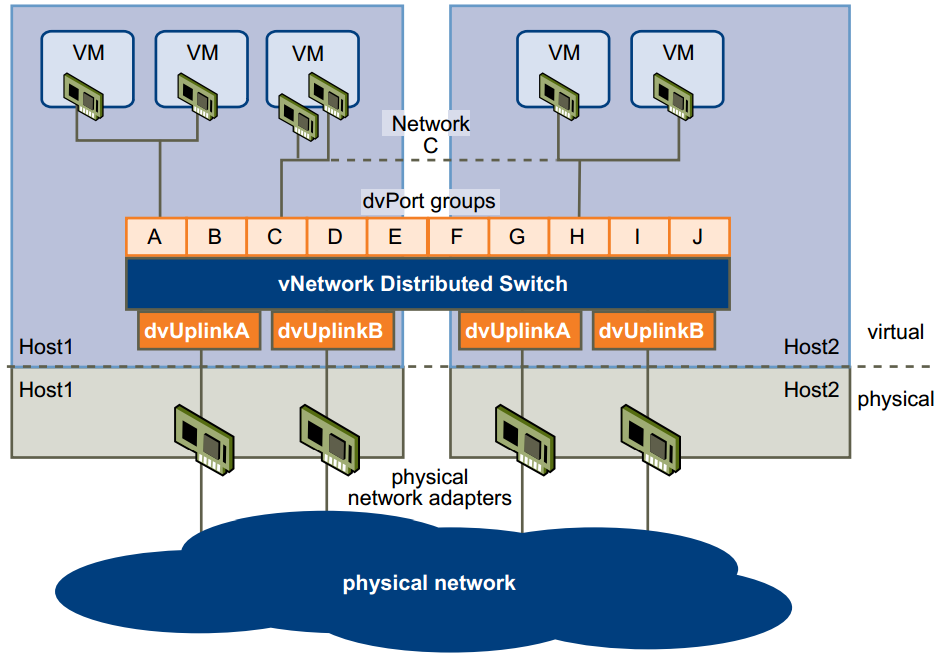 VM
VM
VM
VM
VM
Network
C
dvPort groups
A B C D E F G H I J
vNetwork Distributed Switch
dvUplinkA dvUplinkB dvUplinkA dvUplinkB
Host1
Host2
virtual
Host1
Host2
physical
physical
network adapters
physical network